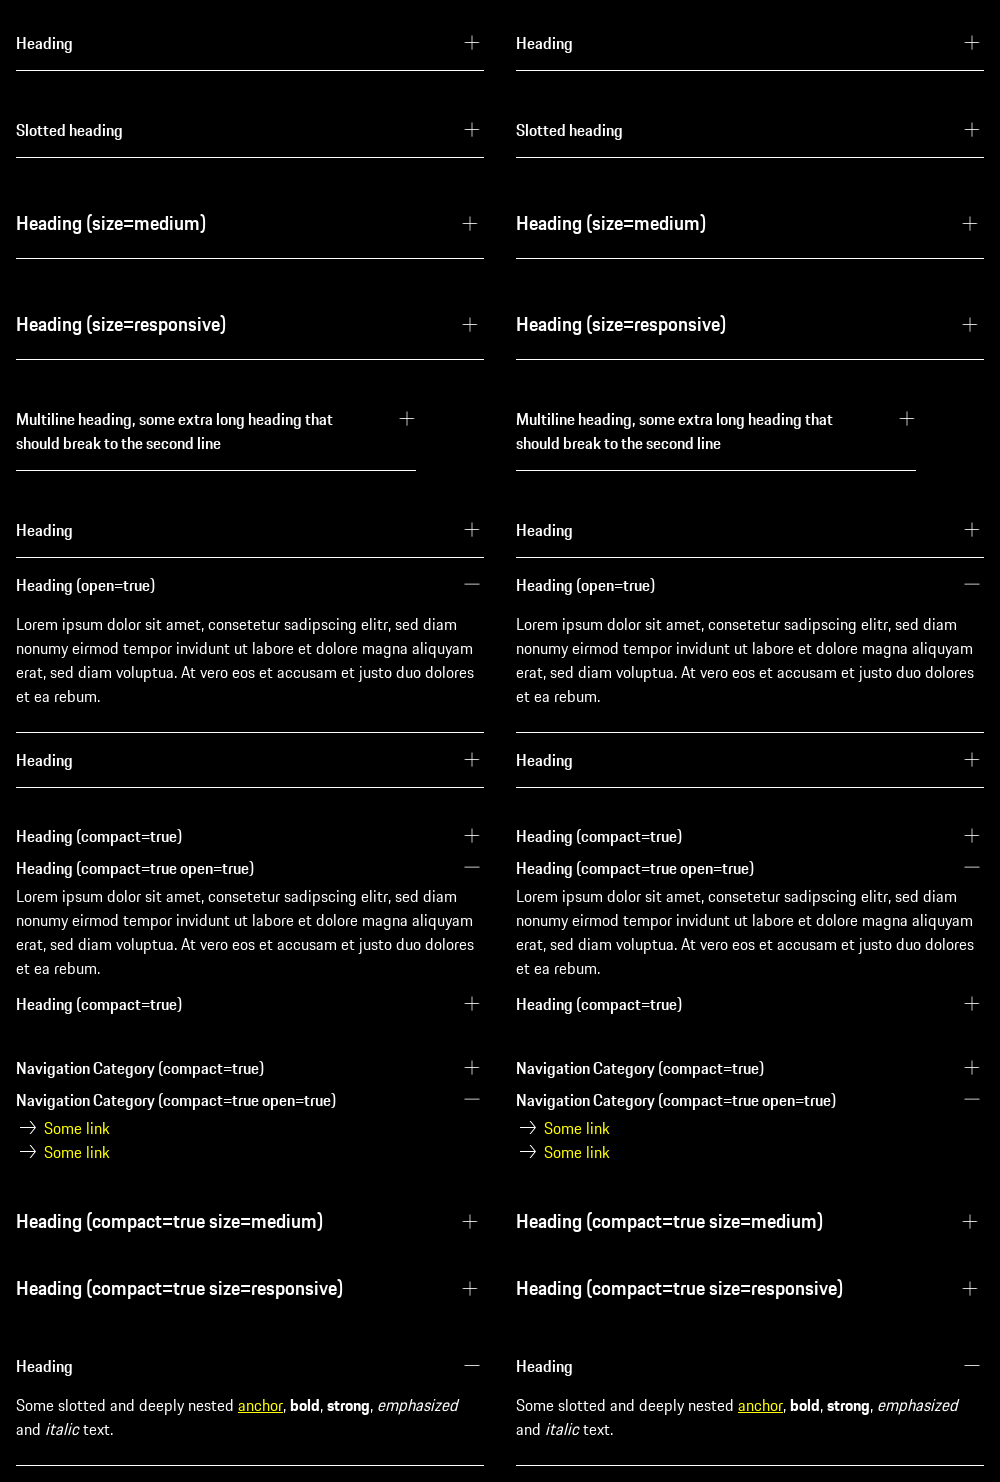 Heading
Slotted heading
Heading (size=medium)
Heading (size=responsive)
Multiline heading, some extra long heading that
should break to the second line
Heading
Heading (open=true)
Lorem ipsum dolor sit amet, consetetur sadipscing elitr, sed diam
nonumy eirmod tempor invidunt ut labore et dolore magna aliquyam
erat, sed diam voluptua. At vero eos et accusam et justo duo dolores
et ea rebum.
Heading
Heading (compact=true)
Heading (compact=true open=true)
Lorem ipsum dolor sit amet, consetetur sadipscing elitr, sed diam
nonumy eirmod tempor invidunt ut labore et dolore magna aliquyam
erat, sed diam voluptua. At vero eos et accusam et justo duo dolores
et ea rebum.
Heading (compact=true)
Navigation Category (compact=true)
Navigation Category (compact=true open=true)
Some link
Some link
Heading (compact=true size=medium)
Heading (compact=true size=responsive)
Heading
Some slotted and deeply nested anchor, bold, strong, emphasized
and italic text.
Heading
Slotted heading
Heading (size=medium)
Heading (size=responsive)
Multiline heading, some extra long heading that
should break to the second line
Heading
Heading (open=true)
Lorem ipsum dolor sit amet, consetetur sadipscing elitr, sed diam
nonumy eirmod tempor invidunt ut labore et dolore magna aliquyam
erat, sed diam voluptua. At vero eos et accusam et justo duo dolores
et ea rebum.
Heading
Heading (compact=true)
Heading (compact=true open=true)
Lorem ipsum dolor sit amet, consetetur sadipscing elitr, sed diam
nonumy eirmod tempor invidunt ut labore et dolore magna aliquyam
erat, sed diam voluptua. At vero eos et accusam et justo duo dolores
et ea rebum.
Heading (compact=true)
Navigation Category (compact=true)
Navigation Category (compact=true open=true)
Some link
Some link
Heading (compact=true size=medium)
Heading (compact=true size=responsive)
Heading
Some slotted and deeply nested anchor, bold, strong, emphasized
and italic text.